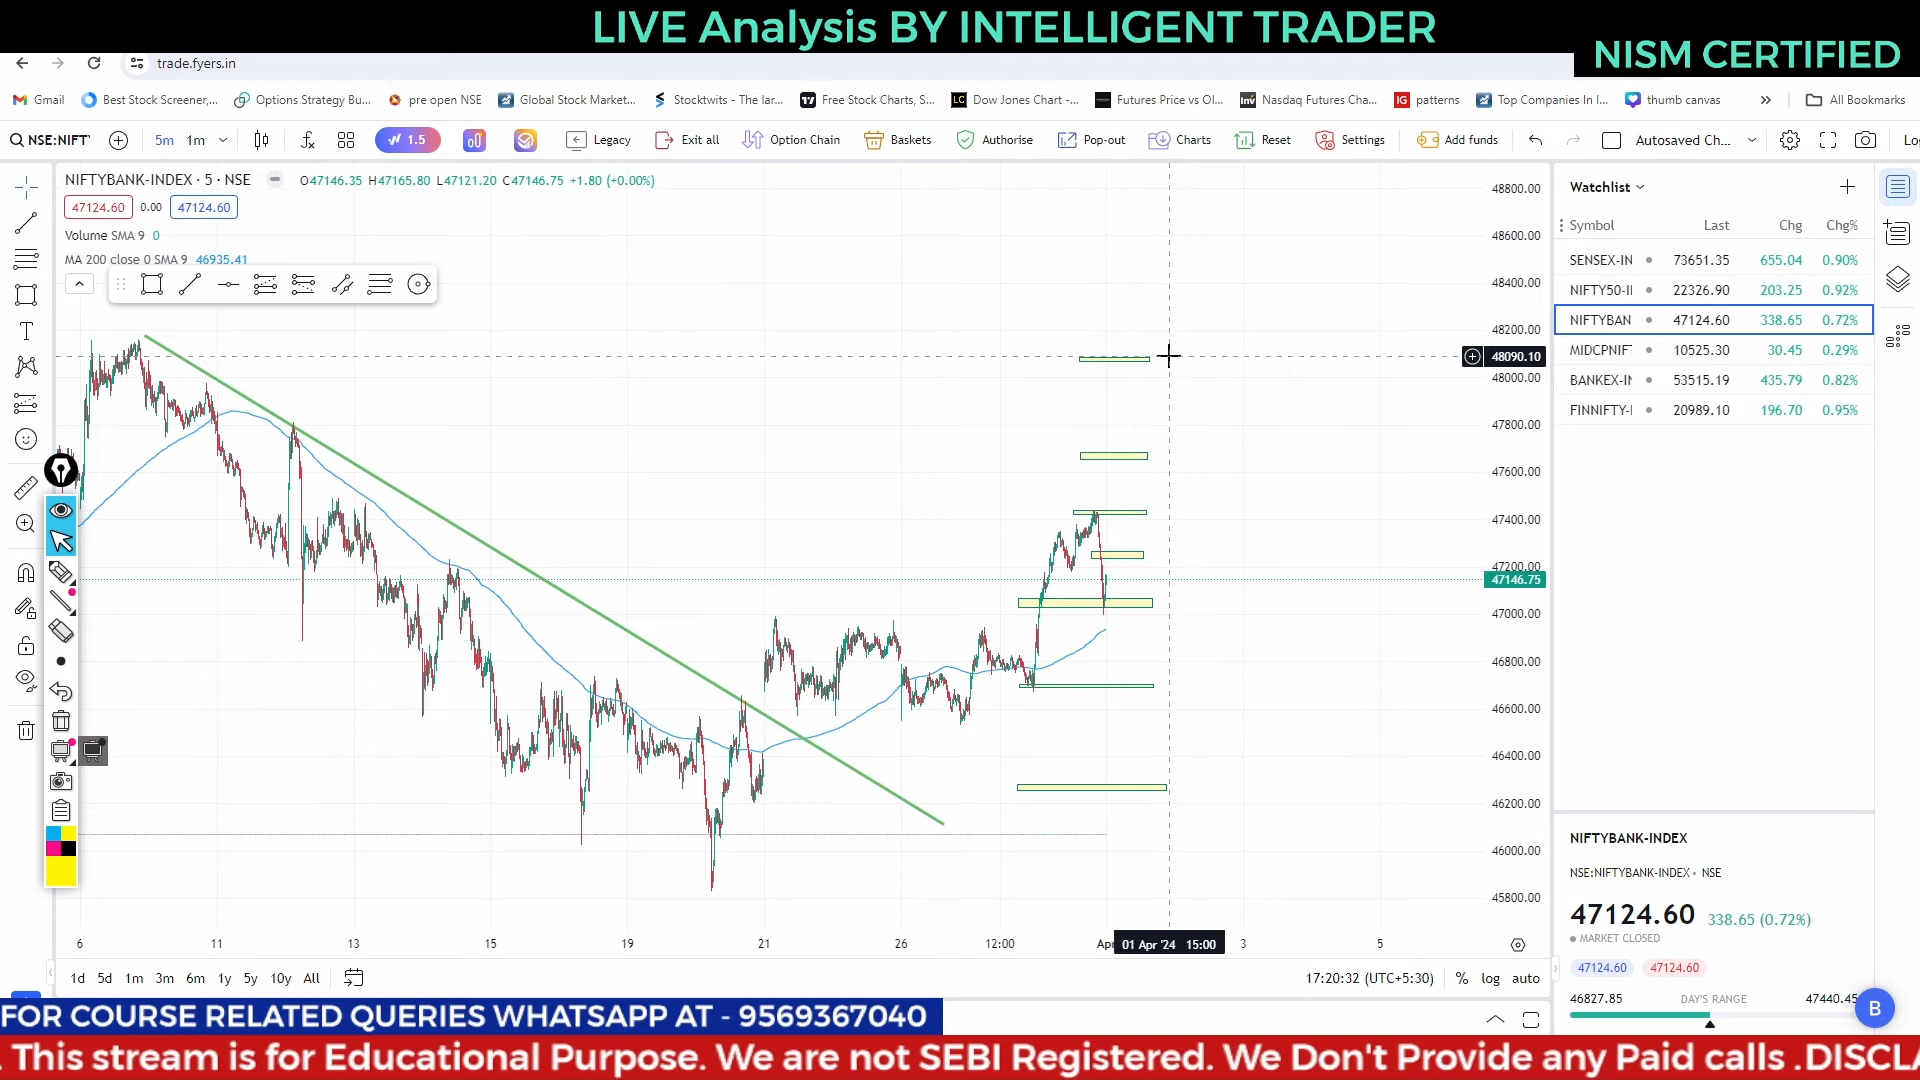 LIVE Analysis BY INTELLIGENT TRADER
NISM CERTIFIED
trade.fyers.in
Gmail
Best Stock Screener,...
Options Strategy Bu...
pre open NSE
Global Stock Market...
Stocktwits - The lar...
Free Stock Charts, S...
Dow Jones Chart -...
Futures Price vs OI...
Nasdaq Futures Cha...
patterns
Top Companies In I...
thumb canvas
All Bookmarks
NSE:NIFT
5m
1m
1.5
Legacy
Exit all
Option Chain
Baskets
Authorise
Pop-out
Charts
Reset
Settings
Add funds
Autosaved Ch...
NIFTYBANK-INDEX · 5 · NSE
O47146.35 H47165.80 L47121.20 C47146.75 +1.80 (+0.00%)
47124.60 0.00 47124.60
Volume SMA 9 0
MA 200 close 0 SMA 9 46935.41
48800.00
48600.00
48400.00
48200.00
48090.10
48000.00
47800.00
47600.00
47400.00
47200.00
47146.75
47000.00
46800.00
46600.00
46400.00
46200.00
46000.00
45800.00
6 11 13 15 19 21 26 12:00 Apr 01 Apr '24 15:00 3 5
1d 5d 1m 3m 6m 1y 5y 10y All
17:20:32 (UTC+5:30) % log auto
Watchlist
Symbol Last Chg Chg%
SENSEX-IN 73651.35 655.04 0.90%
NIFTY50-I 22326.90 203.25 0.92%
NIFTYBAN 47124.60 338.65 0.72%
MIDCPNIF 10525.30 30.45 0.29%
BANKEX-I 53515.19 435.79 0.82%
FINNIFTY- 20989.10 196.70 0.95%
NIFTYBANK-INDEX
NSE:NIFTYBANK-INDEX • NSE
47124.60 338.65 (0.72%)
MARKET CLOSED
47124.60 47124.60
46827.85 DAY'S RANGE 47440.45
B
FOR COURSE RELATED QUERIES WHATSAPP AT - 9569367040
. This stream is for Educational Purpose. We are not SEBI Registered. We Don't Provide any Paid calls .DISCLA